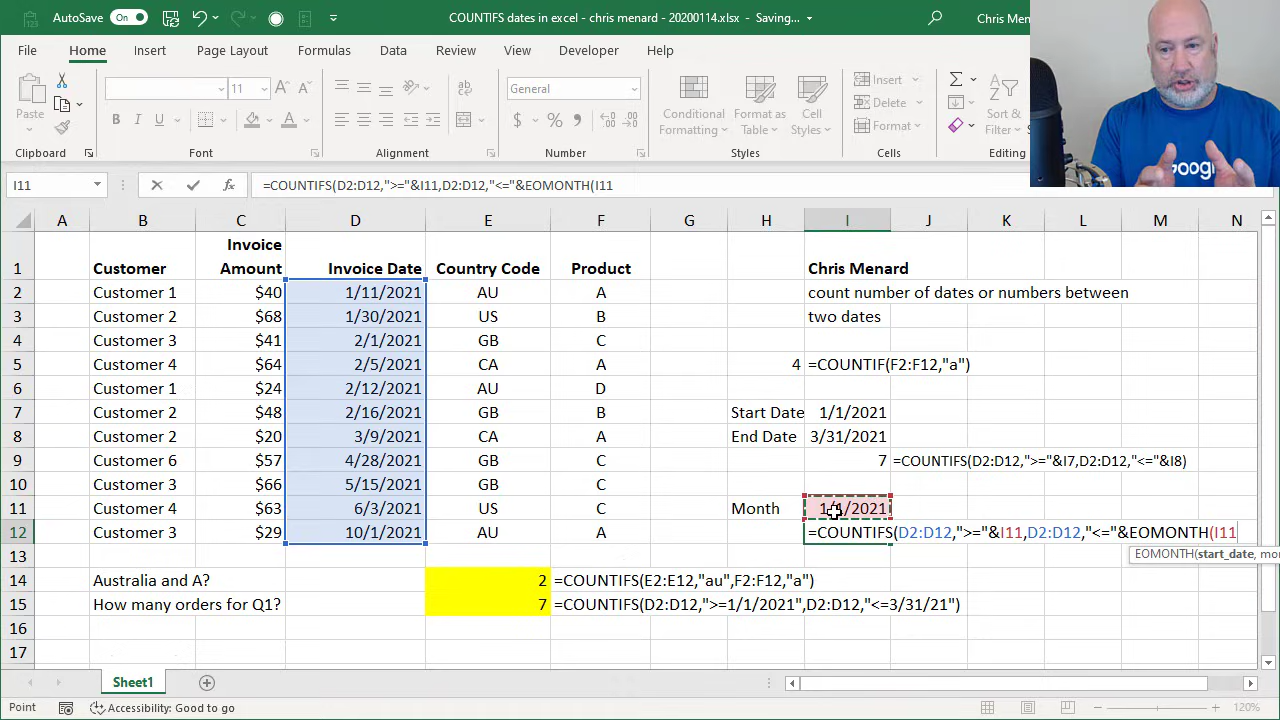 AutoSave On COUNTIFS dates in excel - chris menard - 20200114.xlsx - Saving... Chris Men
File Home Insert Page Layout Formulas Data Review View Developer Help
11 General Insert
Paste Conditional Formatting Format as Table Cell Styles Delete Sort & Filter
B I U $ % Format
Clipboard Font Alignment Number Styles Cells Editing
I11 fx =COUNTIFS(D2:D12,">="&I11,D2:D12,"<="&EOMONTH(I11
Google
A B C D E F G H I J K L M N
1 Customer Invoice Amount Invoice Date Country Code Product Chris Menard
2 Customer 1 $40 1/11/2021 AU A count number of dates or numbers between
3 Customer 2 $68 1/30/2021 US B two dates
4 Customer 3 $41 2/1/2021 GB C
5 Customer 4 $64 2/5/2021 CA A 4 =COUNTIF(F2:F12,"a")
6 Customer 1 $24 2/12/2021 AU D
7 Customer 2 $48 2/16/2021 GB B Start Date 1/1/2021
8 Customer 2 $20 3/9/2021 CA A End Date 3/31/2021
9 Customer 6 $57 4/28/2021 GB C 7 =COUNTIFS(D2:D12,">="&I7,D2:D12,"<="&I8)
10 Customer 3 $66 5/15/2021 GB C
11 Customer 4 $63 6/3/2021 US C Month 1/1/2021
12 Customer 3 $29 10/1/2021 AU A =COUNTIFS(D2:D12,">="&I11,D2:D12,"<="&EOMONTH(I11
13 EOMONTH(start_date, mo
14 Australia and A? 2 =COUNTIFS(E2:E12,"au",F2:F12,"a")
15 How many orders for Q1? 7 =COUNTIFS(D2:D12,">=1/1/2021",D2:D12,"<=3/31/21")
16
17
Sheet1
Point Accessibility: Good to go 120%